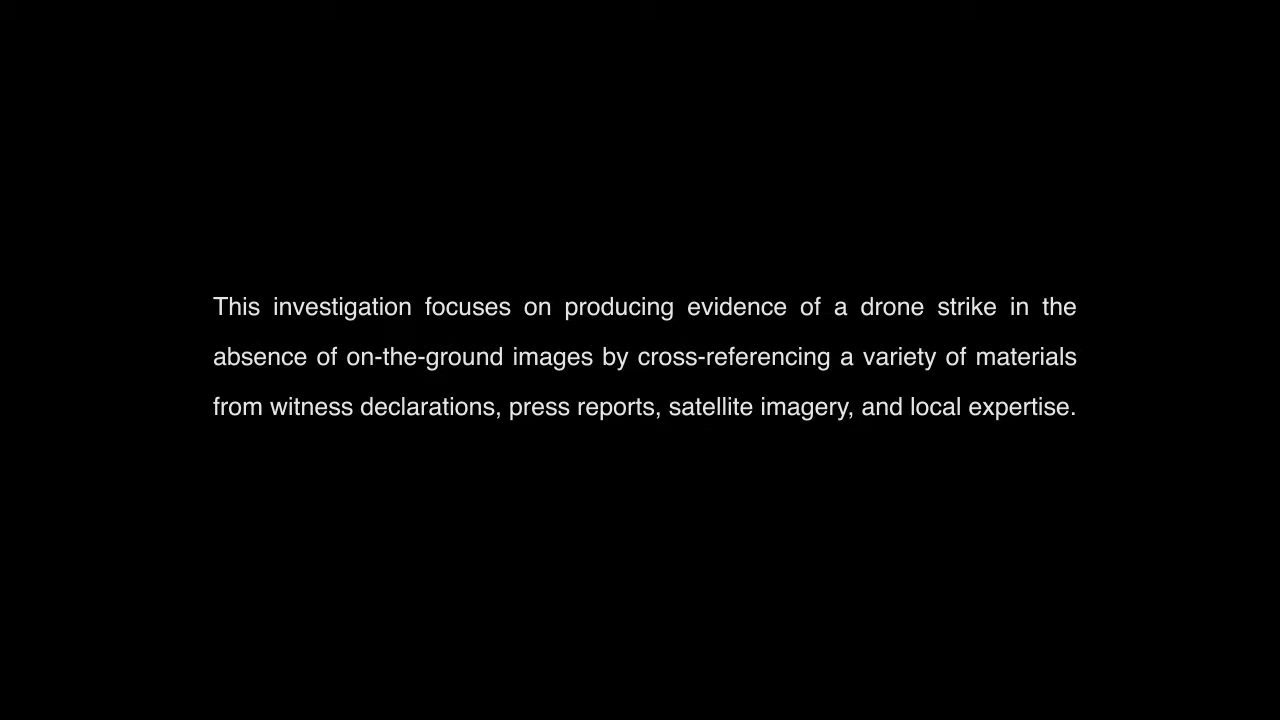 This investigation focuses on producing evidence of a drone strike in the
absence of on-the-ground images by cross-referencing a variety of materials
from witness declarations, press reports, satellite imagery, and local expertise.